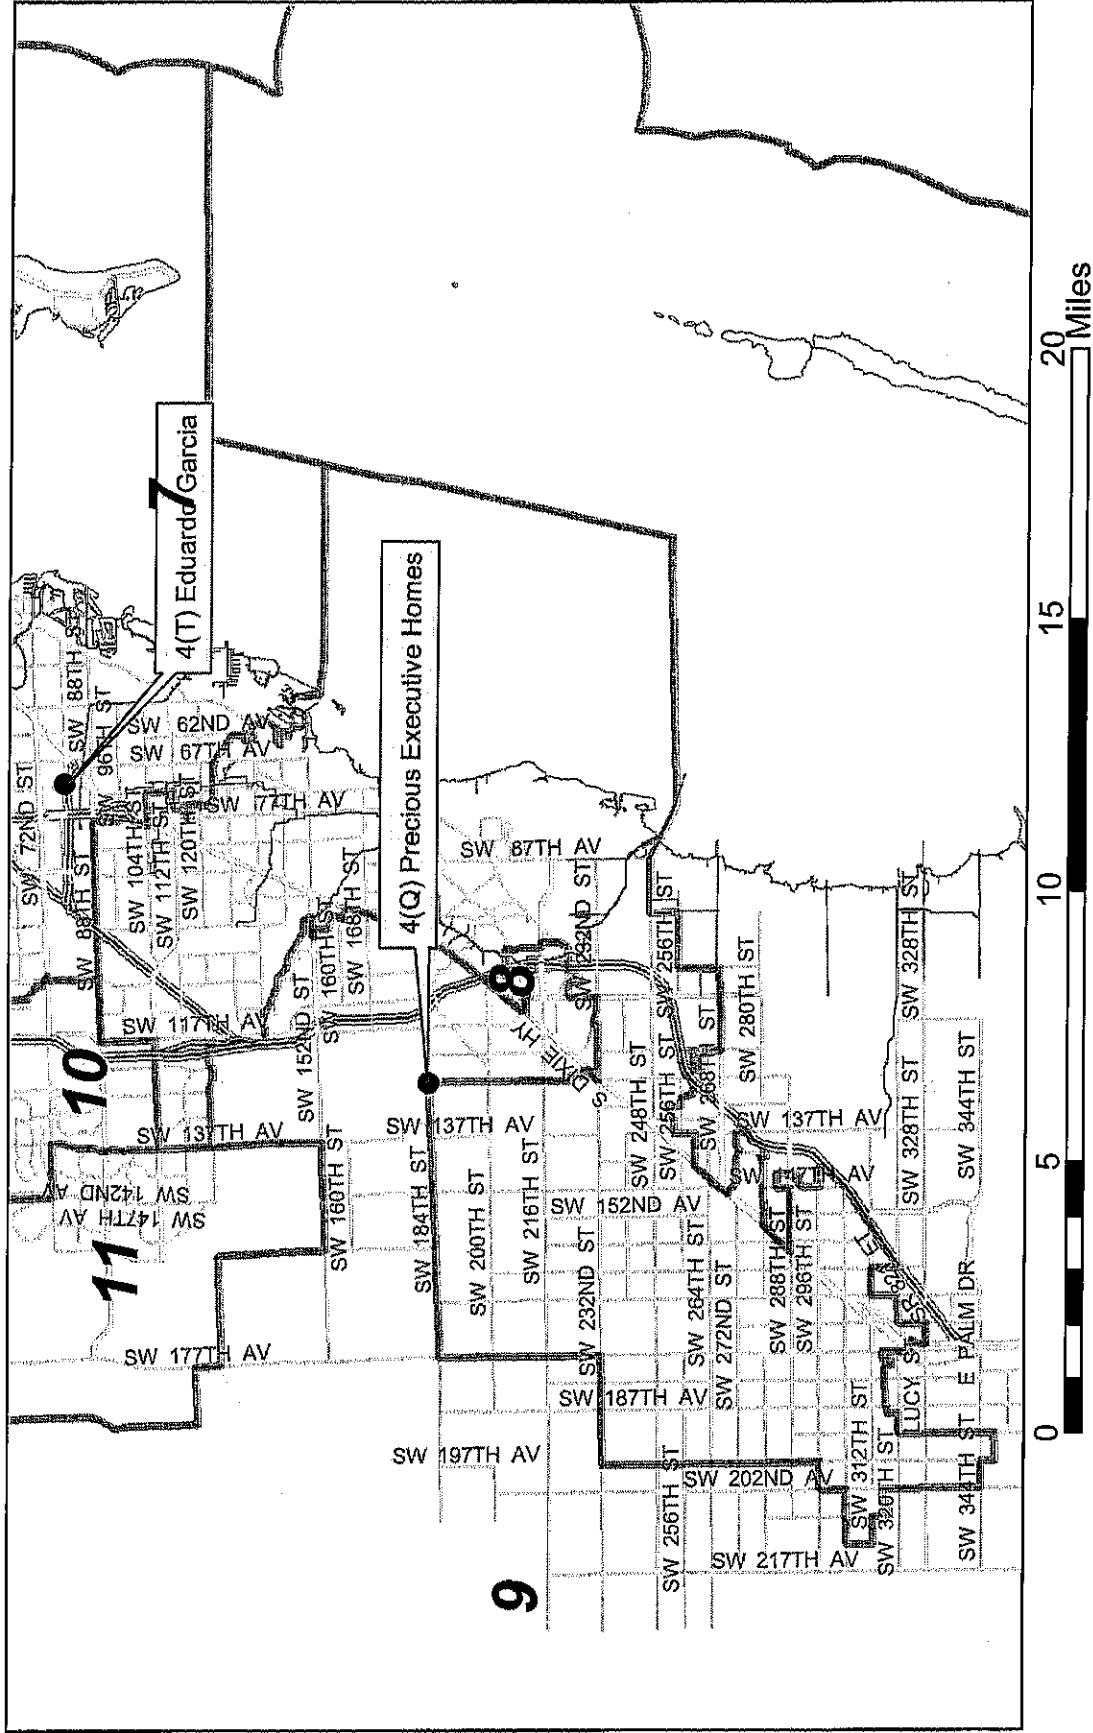 SW 72ND ST
SW 88TH ST
SW 88TH S
SW 96TH ST
SW 104TH ST
SW 112TH ST
SW 120TH ST
SW 62ND AV
SW 67TH AV
SW 77TH AV
4(T) Eduardo Garcia
7
10
SW 117TH AV
SW 137TH AV
SW 142ND AV
SW 147TH AV
11
SW 152ND ST
SW 160TH ST
SW 168TH ST
SW 160TH ST
SW 177TH AV
4(Q) Precious Executive Homes
SW 184TH ST
SW 137TH AV
SW 87TH AV
8
S DIXIE HY
SW 200TH ST
SW 216TH ST
SW 232ND ST
SW 232ND ST
SW 152ND AV
SW 187TH AV
SW 197TH AV
9
SW 248TH ST
SW 256TH ST
SW 256TH ST
SW 256TH ST
SW 264TH ST
SW 268TH ST
SW 272ND ST
SW 280TH ST
SW 137TH AV
SW 288TH ST
SW 296TH ST
SW 202ND AV
SW 217TH AV
SW 312TH ST
SW 320TH ST
LUCY ST
SW 328TH ST
SW 328TH ST
SW 344TH ST
SW 344TH ST
E PALM DR
0
5
10
15
20
Miles